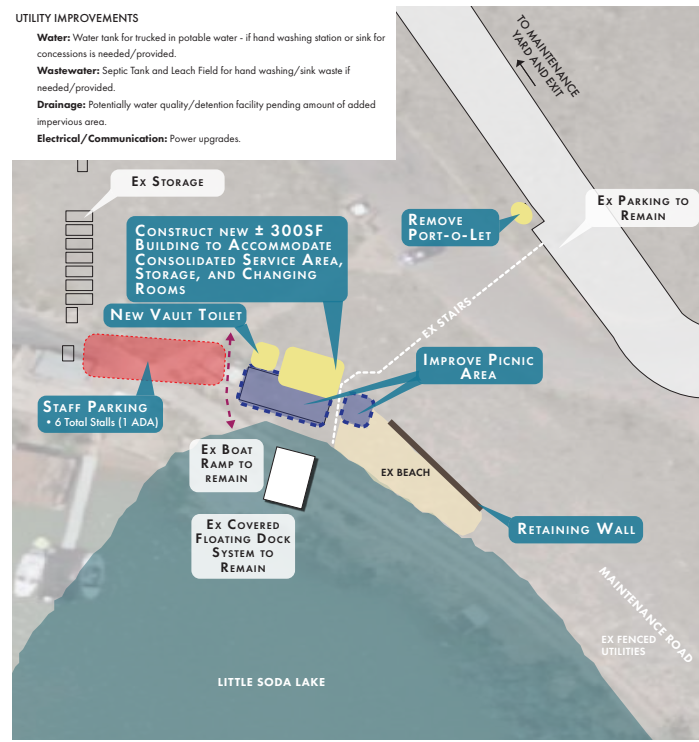 UTILITY IMPROVEMENTS
Water: Water tank for trucked in potable water - if hand washing station or sink for
concessions is needed/provided.
Wastewater: Septic Tank and Leach Field for hand washing/sink waste if
needed/provided.
Drainage: Potentially water quality/detention facility pending amount of added
impervious area.
Electrical/Communication: Power upgrades.
TO MAINTENANCE
YARD AND EXIT
EX STORAGE
EX PARKING TO
REMAIN
REMOVE
PORT-O-LET
CONSTRUCT NEW ± 300SF
BUILDING TO ACCOMMODATE
CONSOLIDATED SERVICE AREA,
STORAGE, AND CHANGING
ROOMS
NEW VAULT TOILET
EX STAIRS
IMPROVE PICNIC
AREA
STAFF PARKING
• 6 Total Stalls (1 ADA)
EX BOAT
RAMP TO
REMAIN
EX BEACH
EX COVERED
FLOATING DOCK
SYSTEM TO
REMAIN
RETAINING WALL
MAINTENANCE ROAD
EX FENCED
UTILITIES
LITTLE SODA LAKE